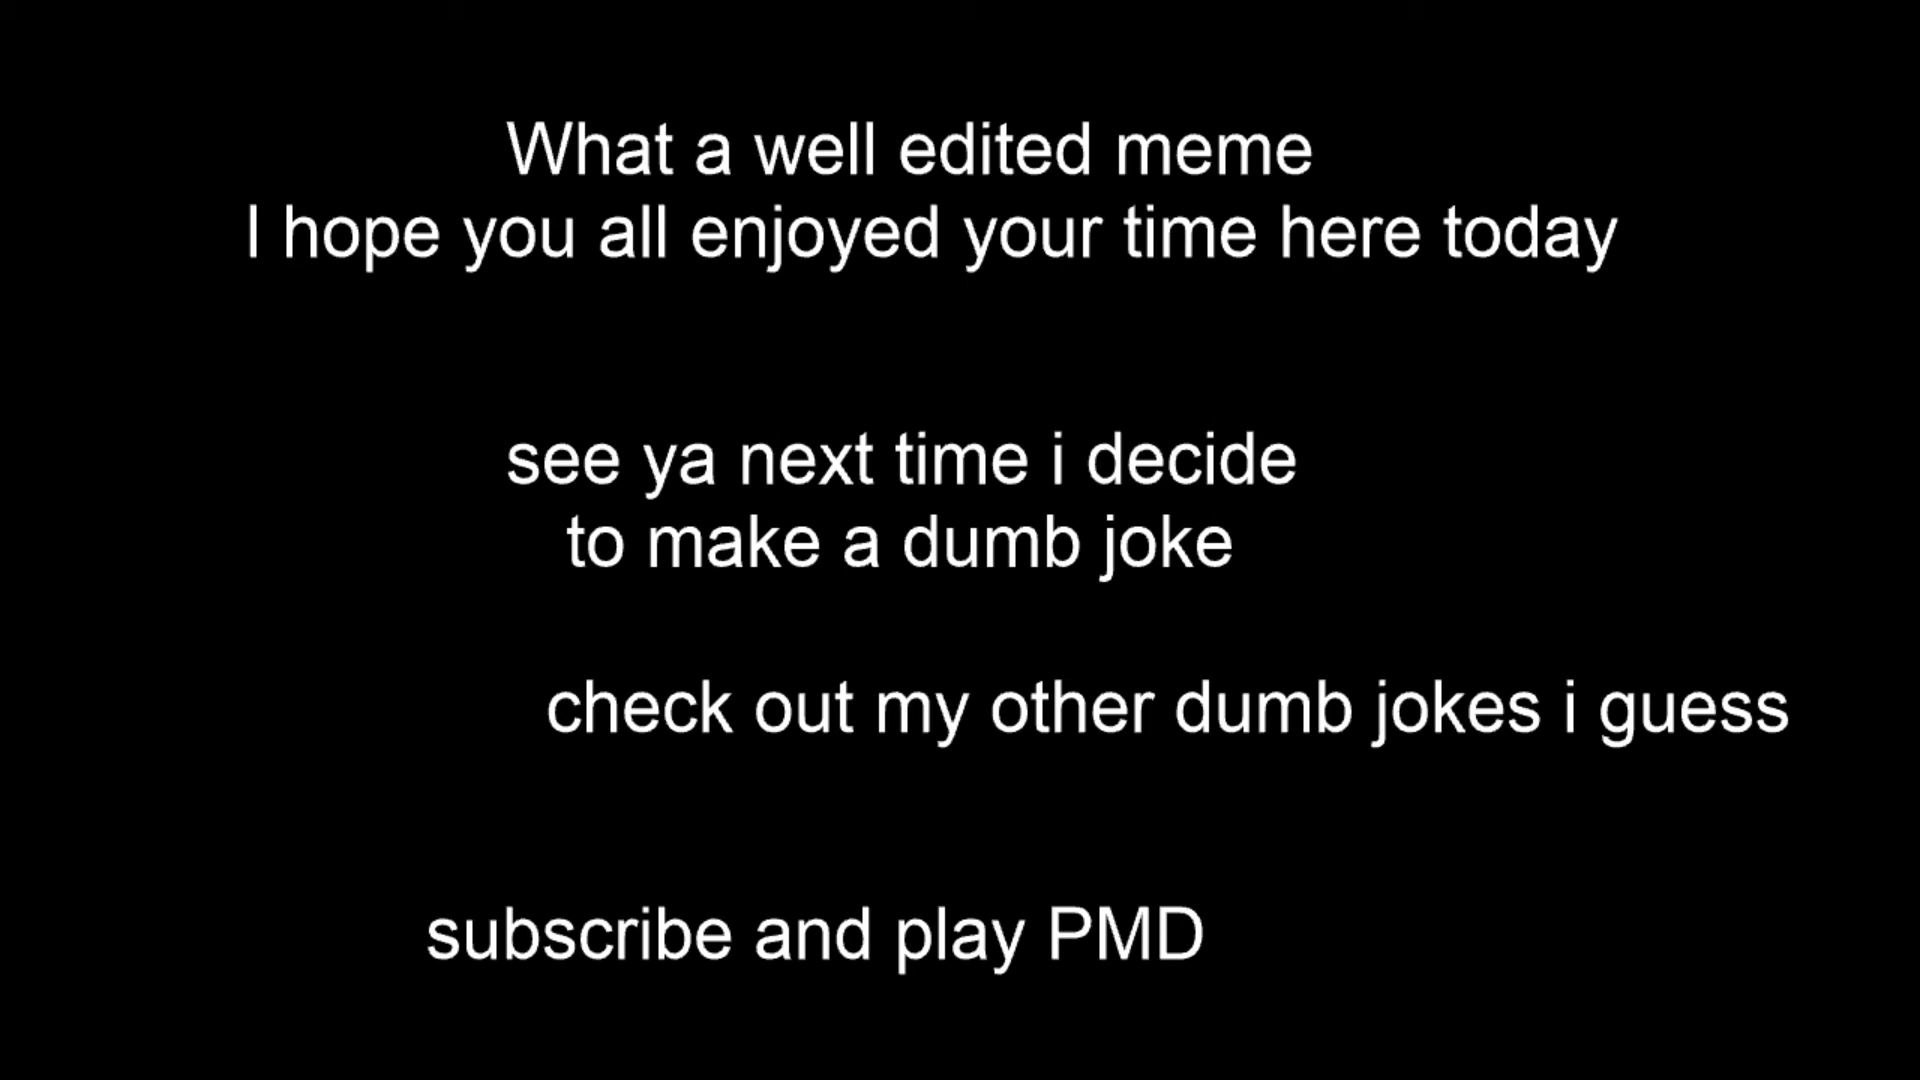 What a well edited meme
I hope you all enjoyed your time here today
see ya next time i decide
to make a dumb joke
check out my other dumb jokes i guess
subscribe and play PMD